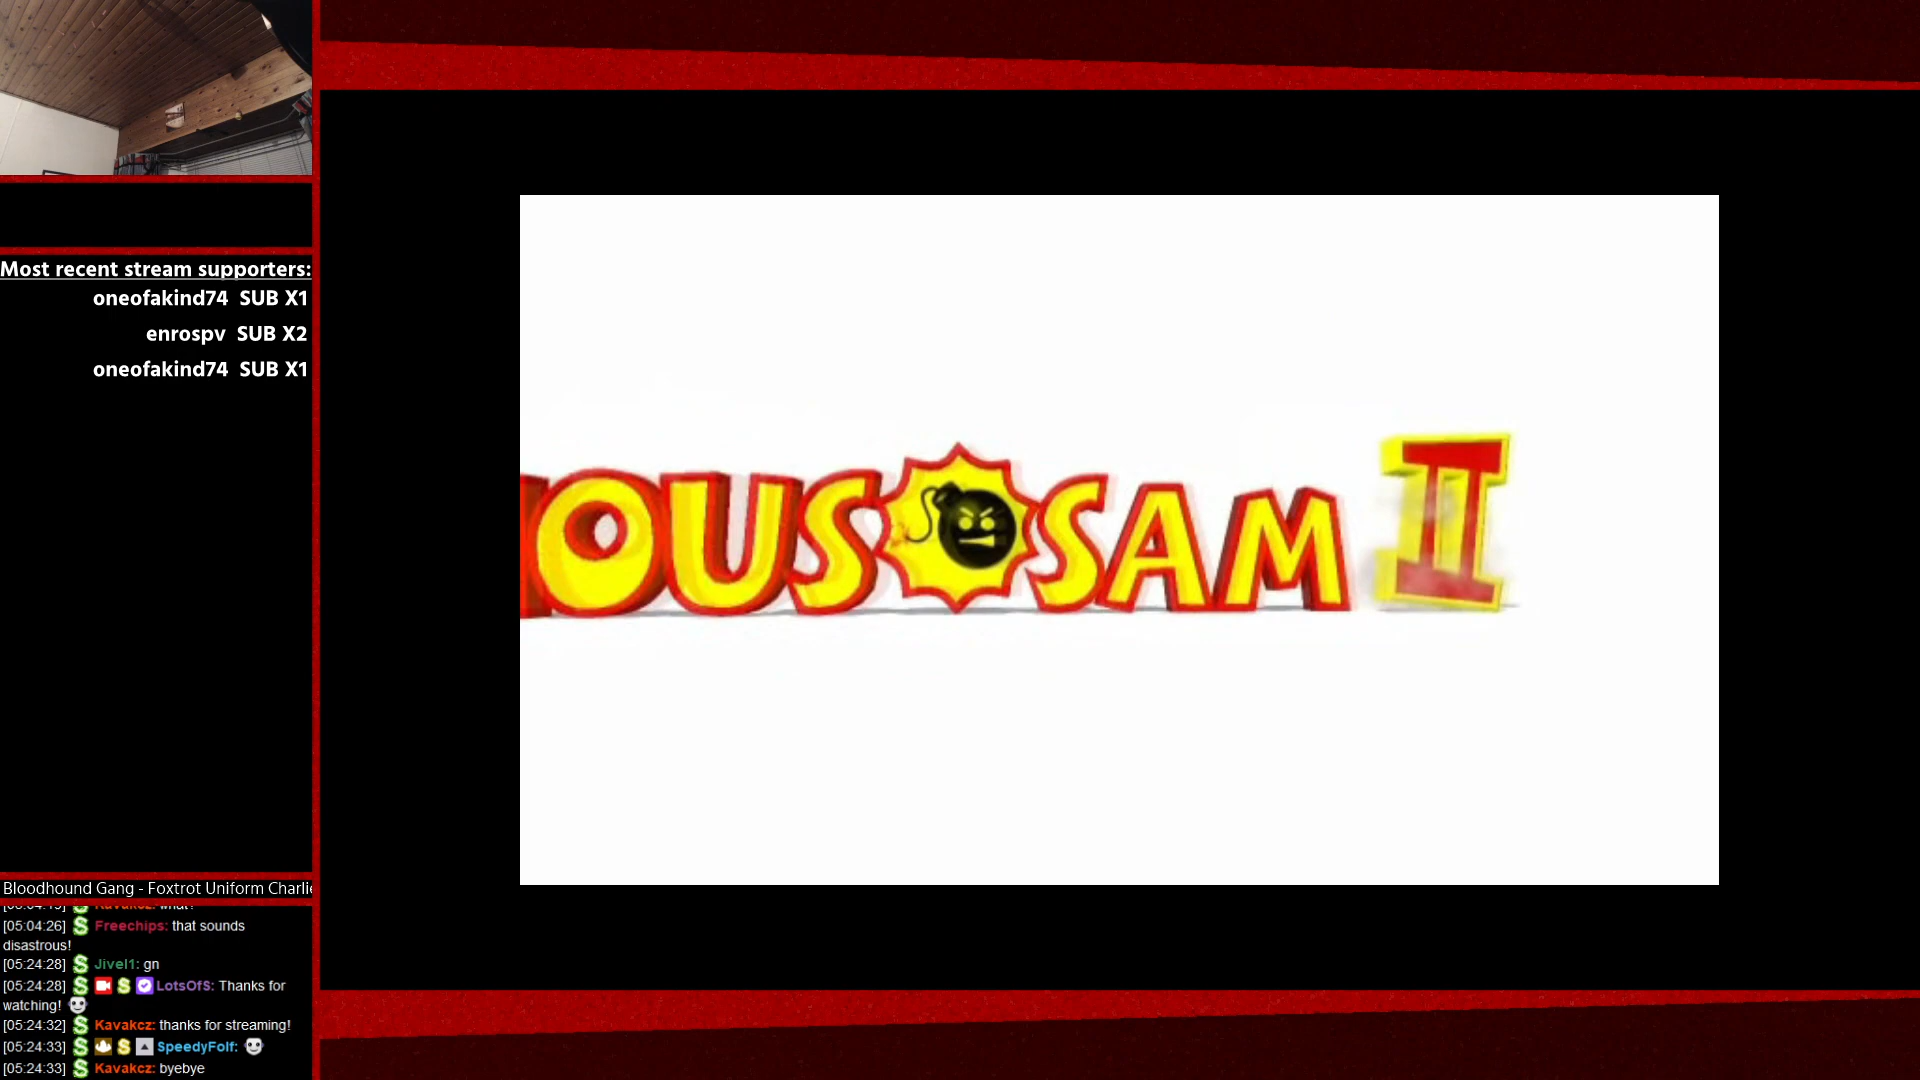 Most recent stream supporters:
oneofakind74 SUB X1
enrospv SUB X2
oneofakind74 SUB X1
OUS SAM II
Bloodhound Gang - Foxtrot Uniform Charlie
Kavakcz: what?
[05:04:26] Freechips: that sounds
disastrous!
[05:24:28] Jivel1: gn
[05:24:28] LotsOfS: Thanks for
watching!
[05:24:32] Kavakcz: thanks for streaming!
[05:24:33] SpeedyFolf:
[05:24:33] Kavakcz: byebye